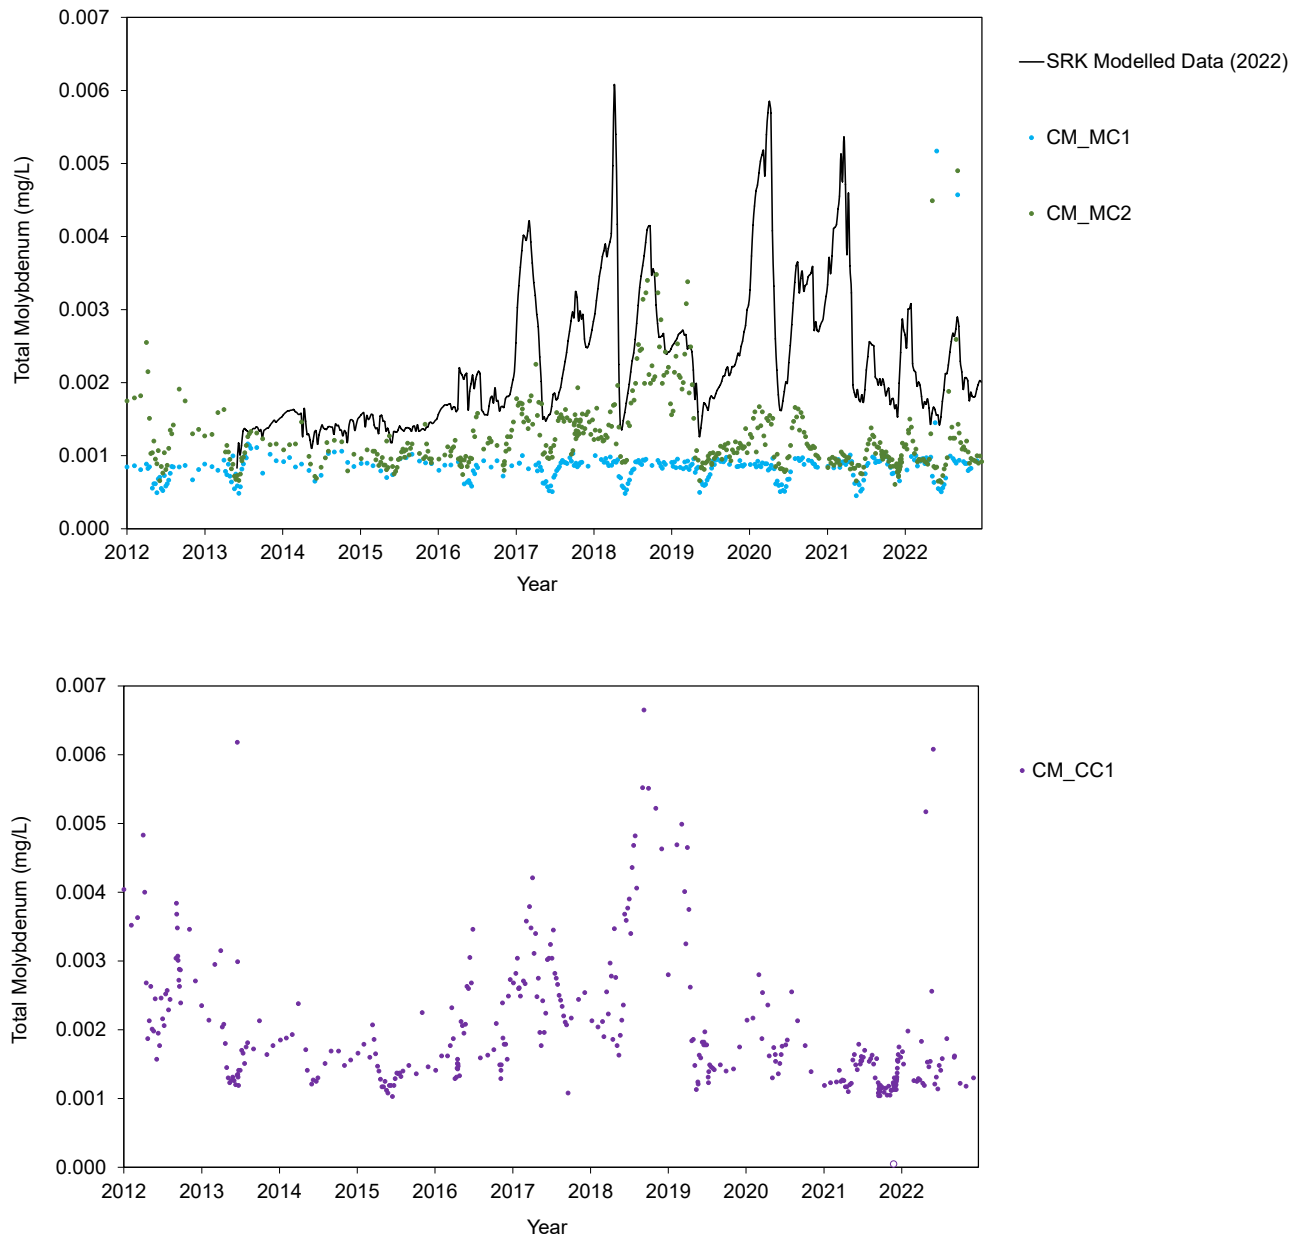 0.007
0.006
0.005
0.004
0.003
0.002
0.001
0.000
Total Molybdenum (mg/L)
2012 2013 2014 2015 2016 2017 2018 2019 2020 2021 2022
Year
SRK Modelled Data (2022)
CM_MC1
CM_MC2
0.007
0.006
0.005
0.004
0.003
0.002
0.001
0.000
Total Molybdenum (mg/L)
2012 2013 2014 2015 2016 2017 2018 2019 2020 2021 2022
Year
CM_CC1